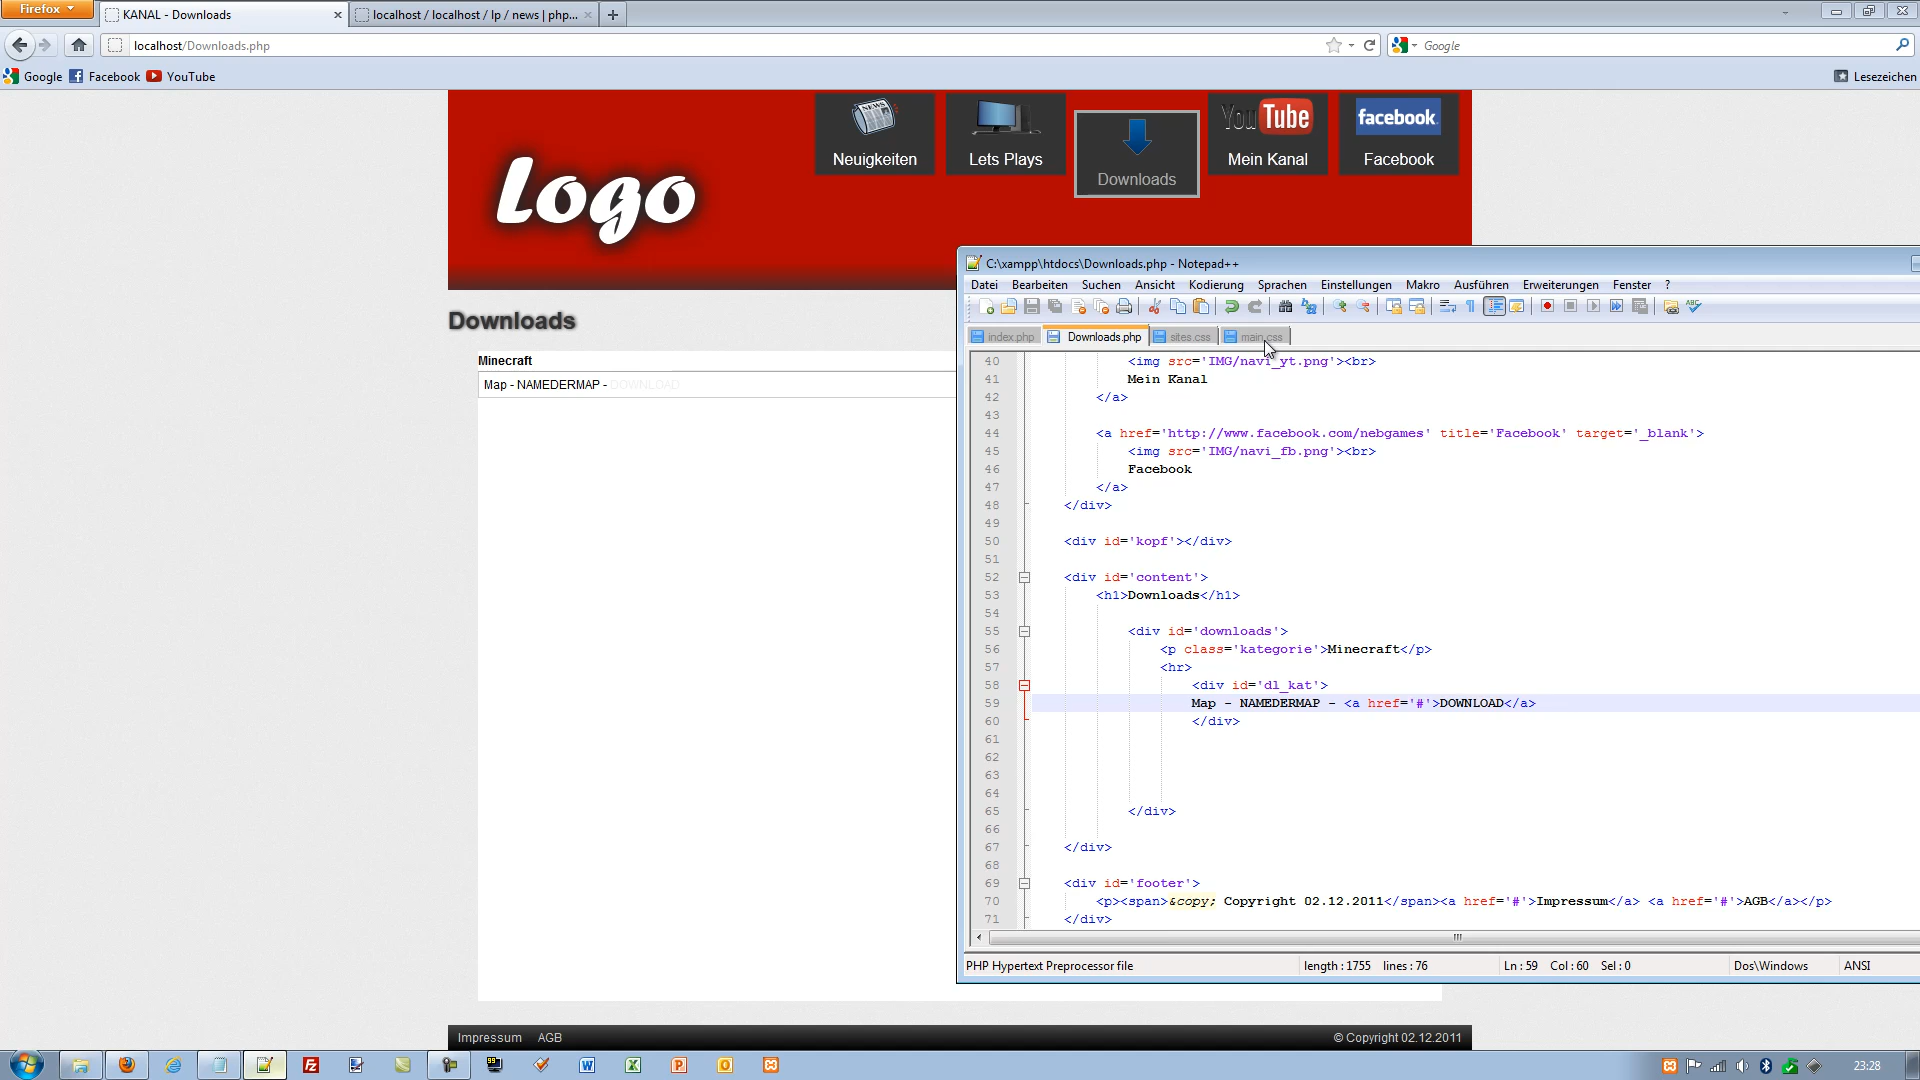 Firefox
KANAL - Downloads
localhost / localhost / lp / news | php...
localhost/Downloads.php
Google
Google
Facebook
YouTube
Lesezeichen
Logo
NEWS
Neuigkeiten
Lets Plays
Downloads
YouTube
Mein Kanal
facebook
Facebook
Downloads
Minecraft
Map - NAMEDERMAP - DOWNLOAD
C:\xampp\htdocs\Downloads.php - Notepad++
Datei Bearbeiten Suchen Ansicht Kodierung Sprachen Einstellungen Makro Ausführen Erweiterungen Fenster ?
index.php
Downloads.php
sites.css
main.css
40 <img src='IMG/navi_yt.png'><br>
41 Mein Kanal
42 </a>
43
44 <a href='http://www.facebook.com/nebgames' title='Facebook' target='_blank'>
45 <img src='IMG/navi_fb.png'><br>
46 Facebook
47 </a>
48 </div>
49
50 <div id='kopf'></div>
51
52 <div id='content'>
53 <h1>Downloads</h1>
54
55 <div id='downloads'>
56 <p class='kategorie'>Minecraft</p>
57 <hr>
58 <div id='dl_kat'>
59 Map - NAMEDERMAP - <a href='#'>DOWNLOAD</a>
60 </div>
61
62
63
64
65 </div>
66
67 </div>
68
69 <div id='footer'>
70 <p><span>&copy; Copyright 02.12.2011</span><a href='#'>Impressum</a> <a href='#'>AGB</a></p>
71 </div>
PHP Hypertext Preprocessor file
length : 1755 lines : 76
Ln : 59 Col : 60 Sel : 0
Dos\Windows
ANSI
Impressum AGB
© Copyright 02.12.2011
23:28